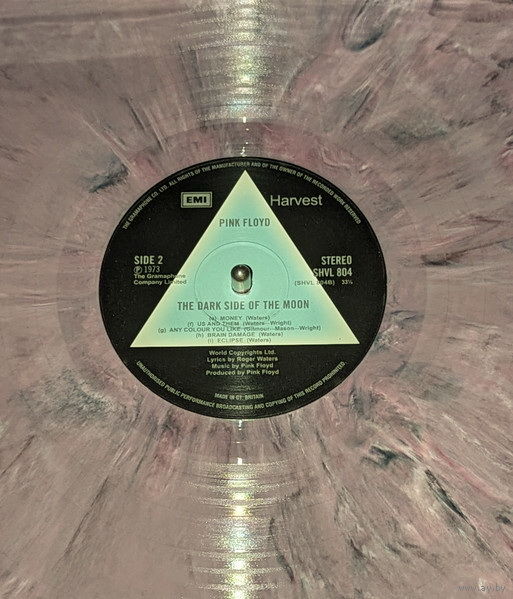 THE GRAMOPHONE CO. LTD. ALL RIGHTS OF THE MANUFACTURER AND OF THE OWNER OF THE RECORDED WORK RESERVED
EMI
Harvest
PINK FLOYD
SIDE 2
STEREO
Ⓟ 1973
SHVL 804
The Gramophone
Company Limited
(SHVL 804B) 33⅓
THE DARK SIDE OF THE MOON
(e) MONEY (Waters)
(f) US AND THEM (Waters—Wright)
(g) ANY COLOUR YOU LIKE (Gilmour—Mason—Wright)
(h) BRAIN DAMAGE (Waters)
(i) ECLIPSE (Waters)
World Copyrights Ltd.
Lyrics by Roger Waters
Music by Pink Floyd
Produced by Pink Floyd
MADE IN GT. BRITAIN
UNAUTHORISED PUBLIC PERFORMANCE BROADCASTING AND COPYING OF THIS RECORD PROHIBITED.
www.ay.by